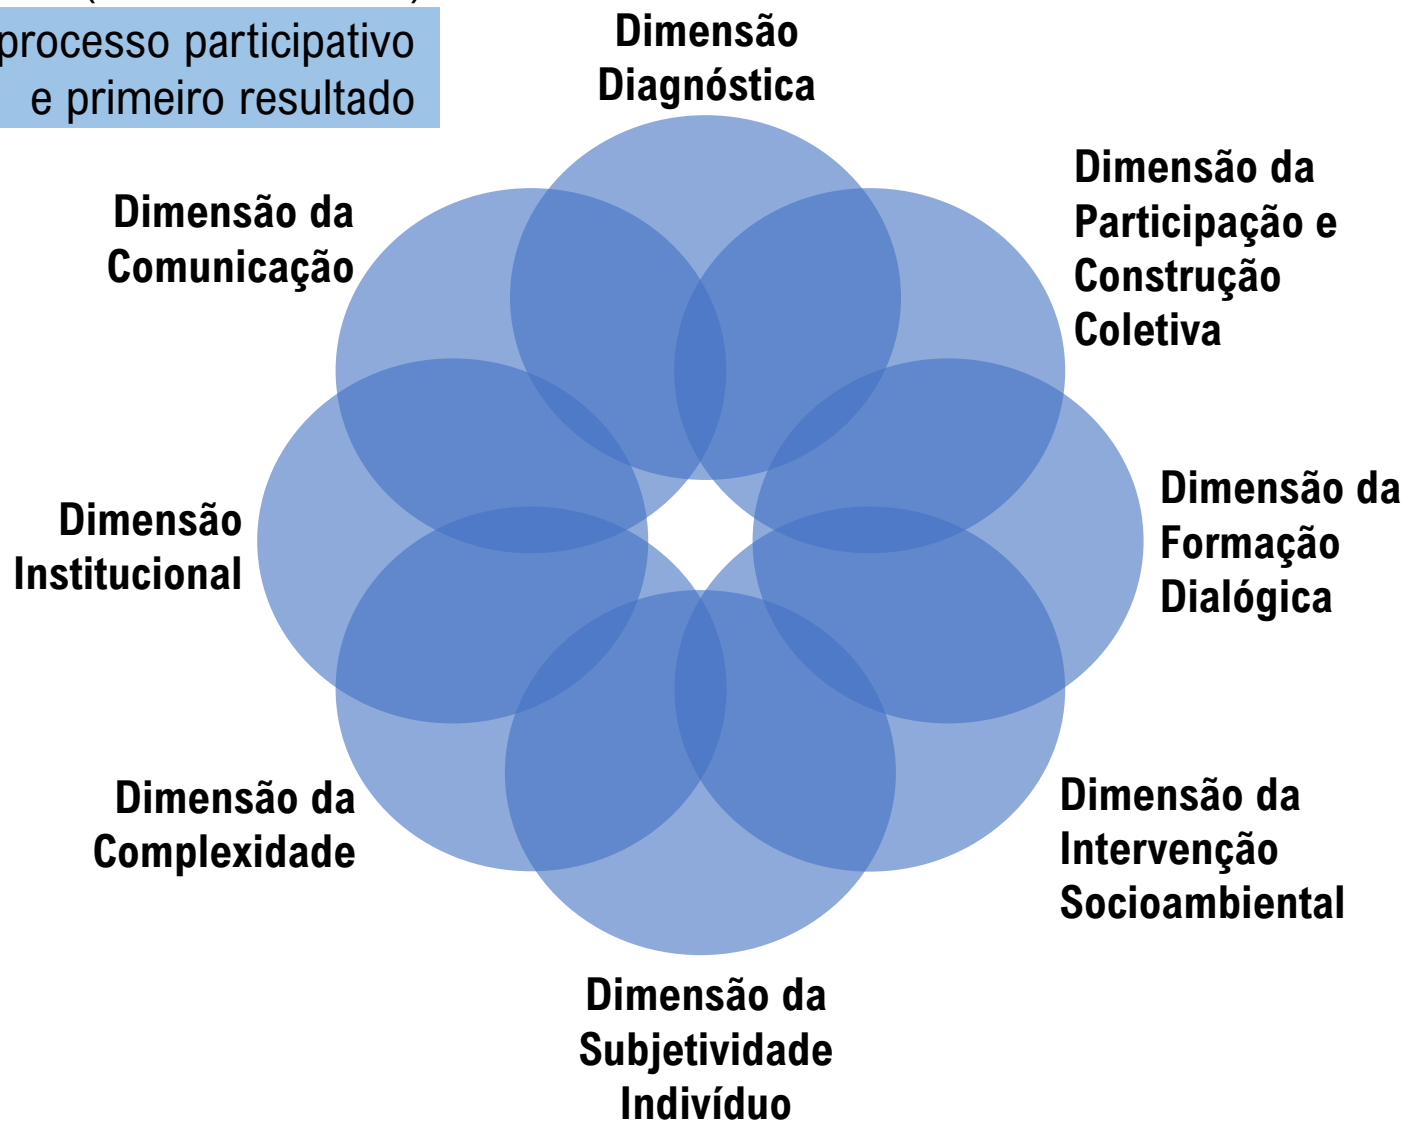 processo participativo
e primeiro resultado
Dimensão
Diagnóstica
Dimensão da
Participação e
Construção
Coletiva
Dimensão da
Formação
Dialógica
Dimensão da
Intervenção
Socioambiental
Dimensão da
Subjetividade
Indivíduo
Dimensão da
Complexidade
Dimensão
Institucional
Dimensão da
Comunicação